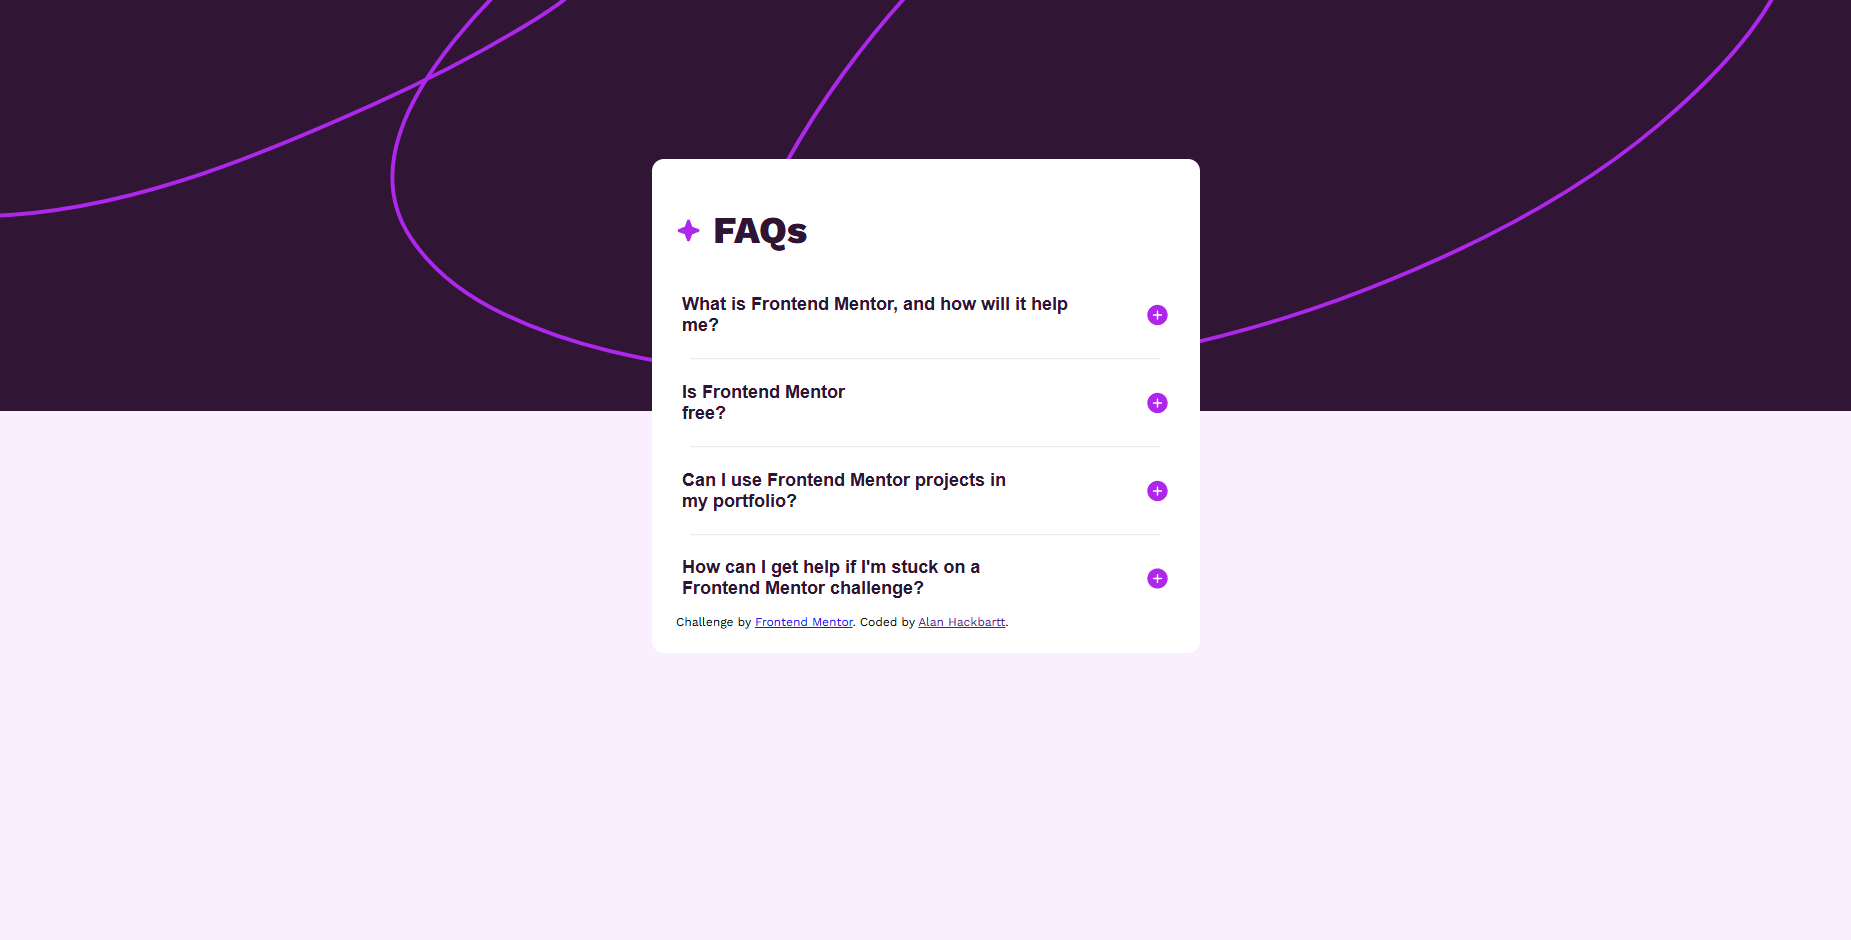 FAQs
What is Frontend Mentor, and how will it help
me?
Is Frontend Mentor
free?
Can I use Frontend Mentor projects in
my portfolio?
How can I get help if I'm stuck on a
Frontend Mentor challenge?
Challenge by Frontend Mentor. Coded by Alan Hackbartt.